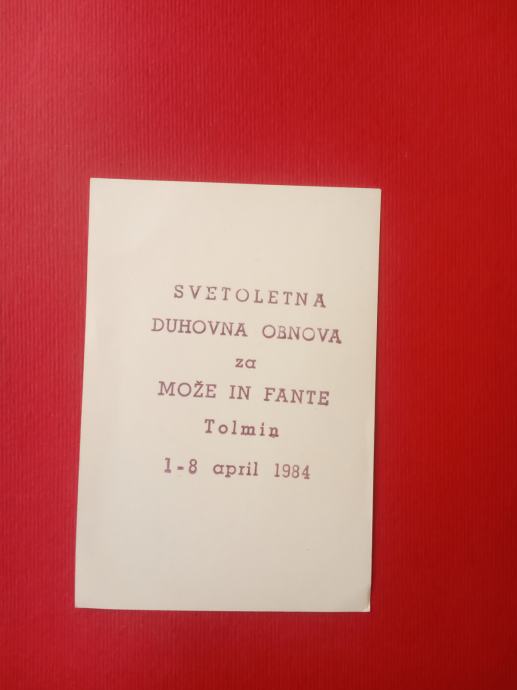 SVETOLETNA
DUHOVNA OBNOVA
za
MOŽE IN FANTE
Tolmin
1-8 april 1984